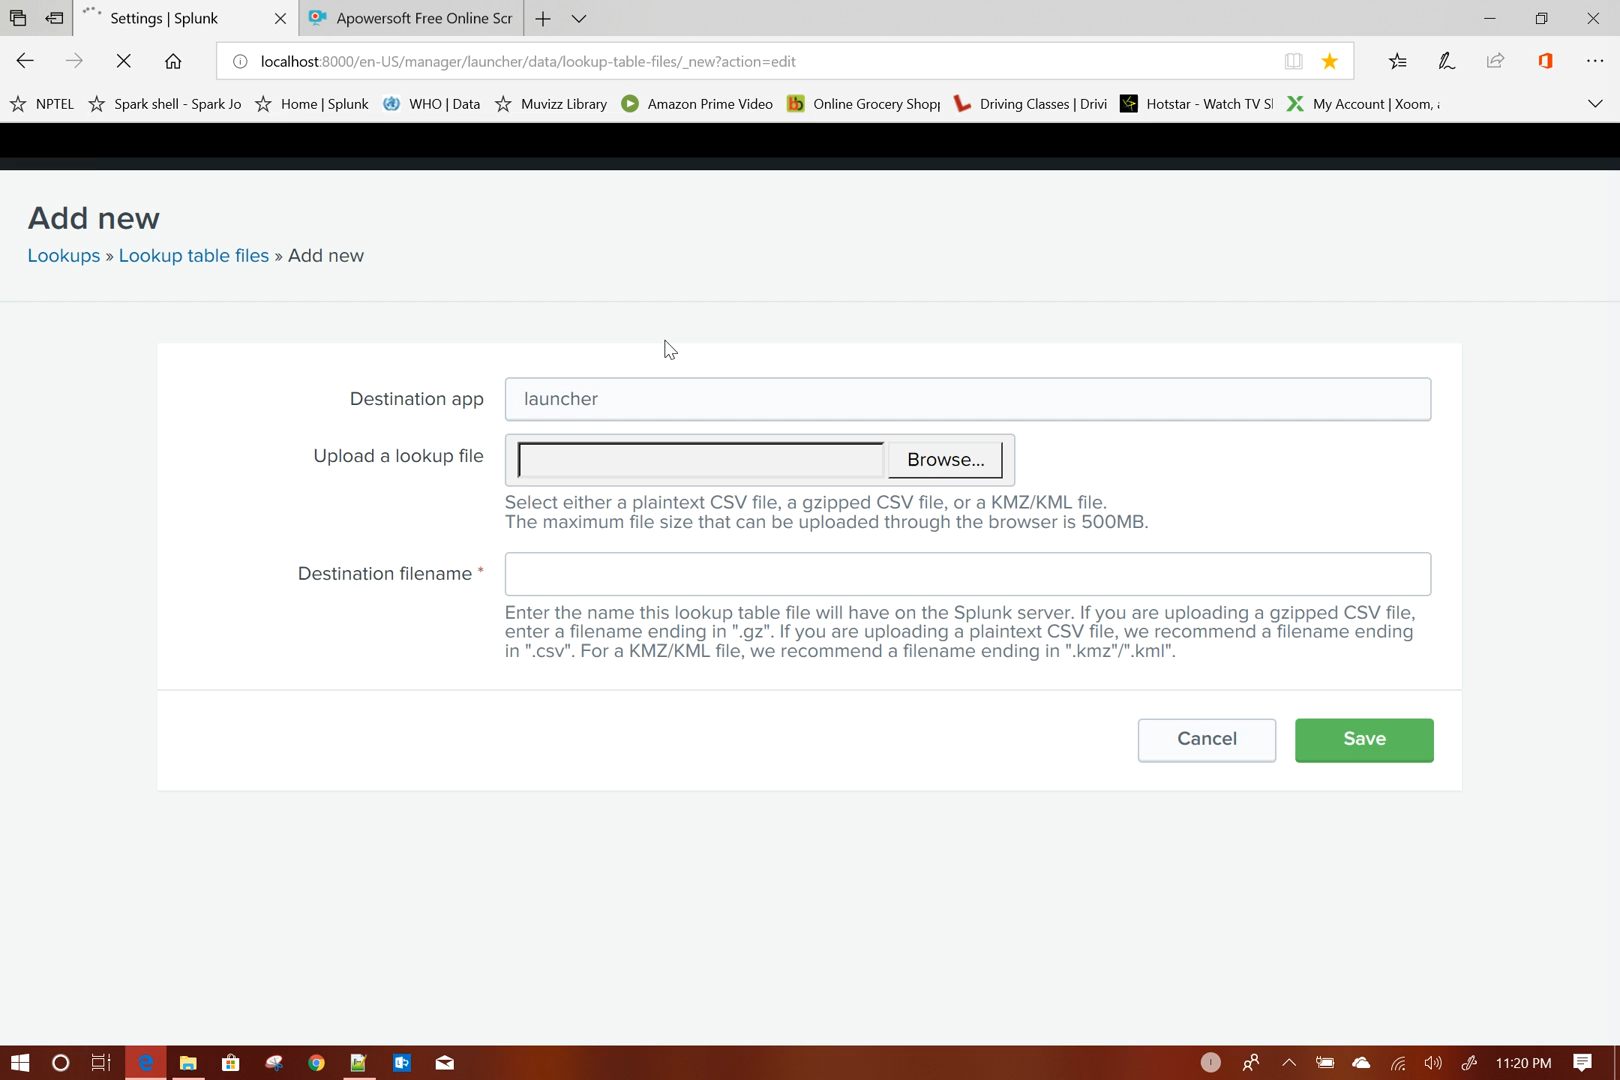 Settings | Splunk
Apowersoft Free Online Scr
localhost:8000/en-US/manager/launcher/data/lookup-table-files/_new?action=edit
NPTEL
Spark shell - Spark Jo
Home | Splunk
WHO | Data
Muvizz Library
Amazon Prime Video
Online Grocery Shopp
Driving Classes | Drivi
Hotstar - Watch TV S
My Account | Xoom,
Add new
Lookups » Lookup table files » Add new
Destination app
launcher
Upload a lookup file
Browse...
Select either a plaintext CSV file, a gzipped CSV file, or a KMZ/KML file.
The maximum file size that can be uploaded through the browser is 500MB.
Destination filename *
Enter the name this lookup table file will have on the Splunk server. If you are uploading a gzipped CSV file,
enter a filename ending in ".gz". If you are uploading a plaintext CSV file, we recommend a filename ending
in ".csv". For a KMZ/KML file, we recommend a filename ending in ".kmz"/".kml".
Cancel
Save
11:20 PM